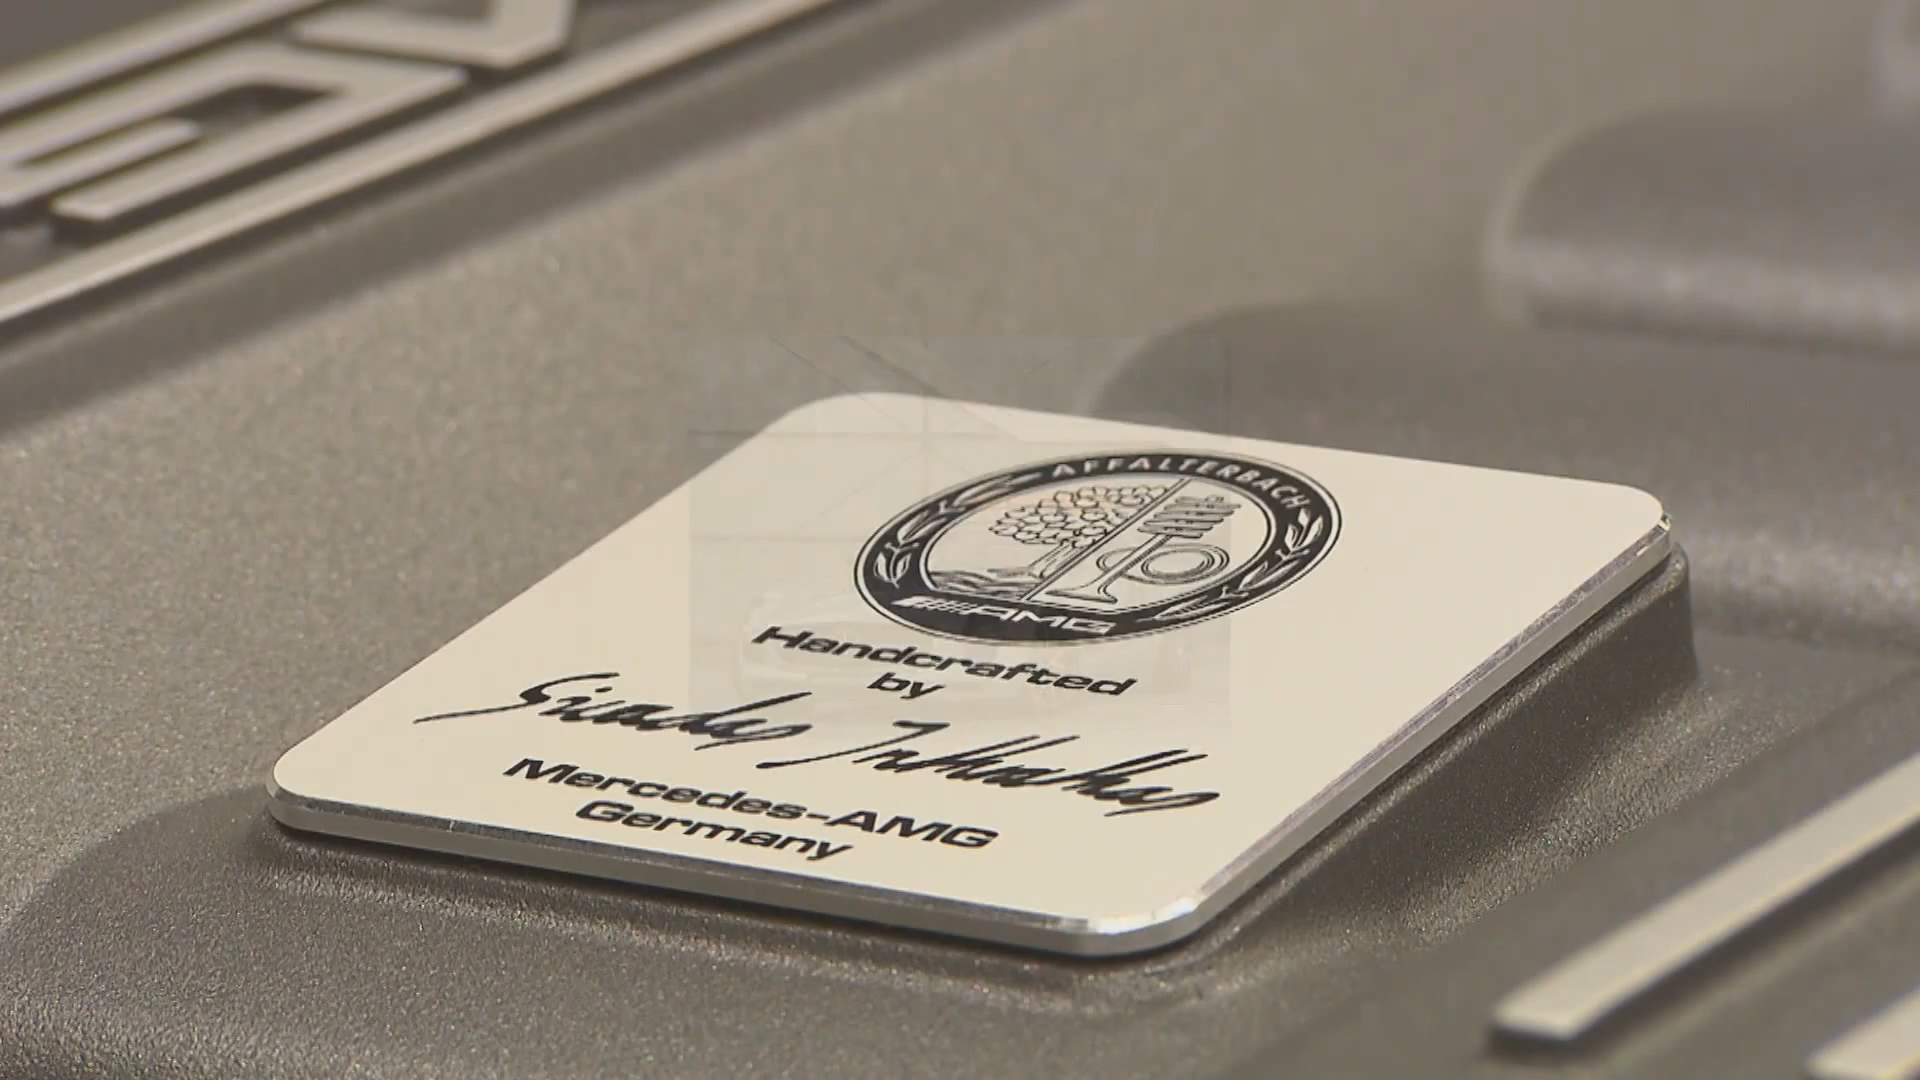 AFFALTERBACH
AMG
Handcrafted
by
Mercedes-AMG
Germany